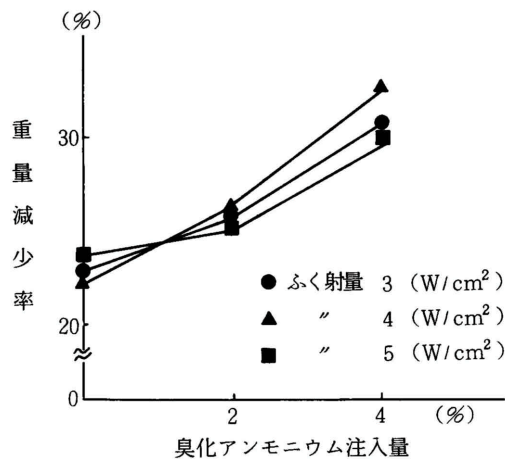 (%)
重量減少率
30
20
0
● ふく射量 3 (W/cm²)
▲ 〃 4 (W/cm²)
■ 〃 5 (W/cm²)
2 4 (%)
臭化アンモニウム注入量